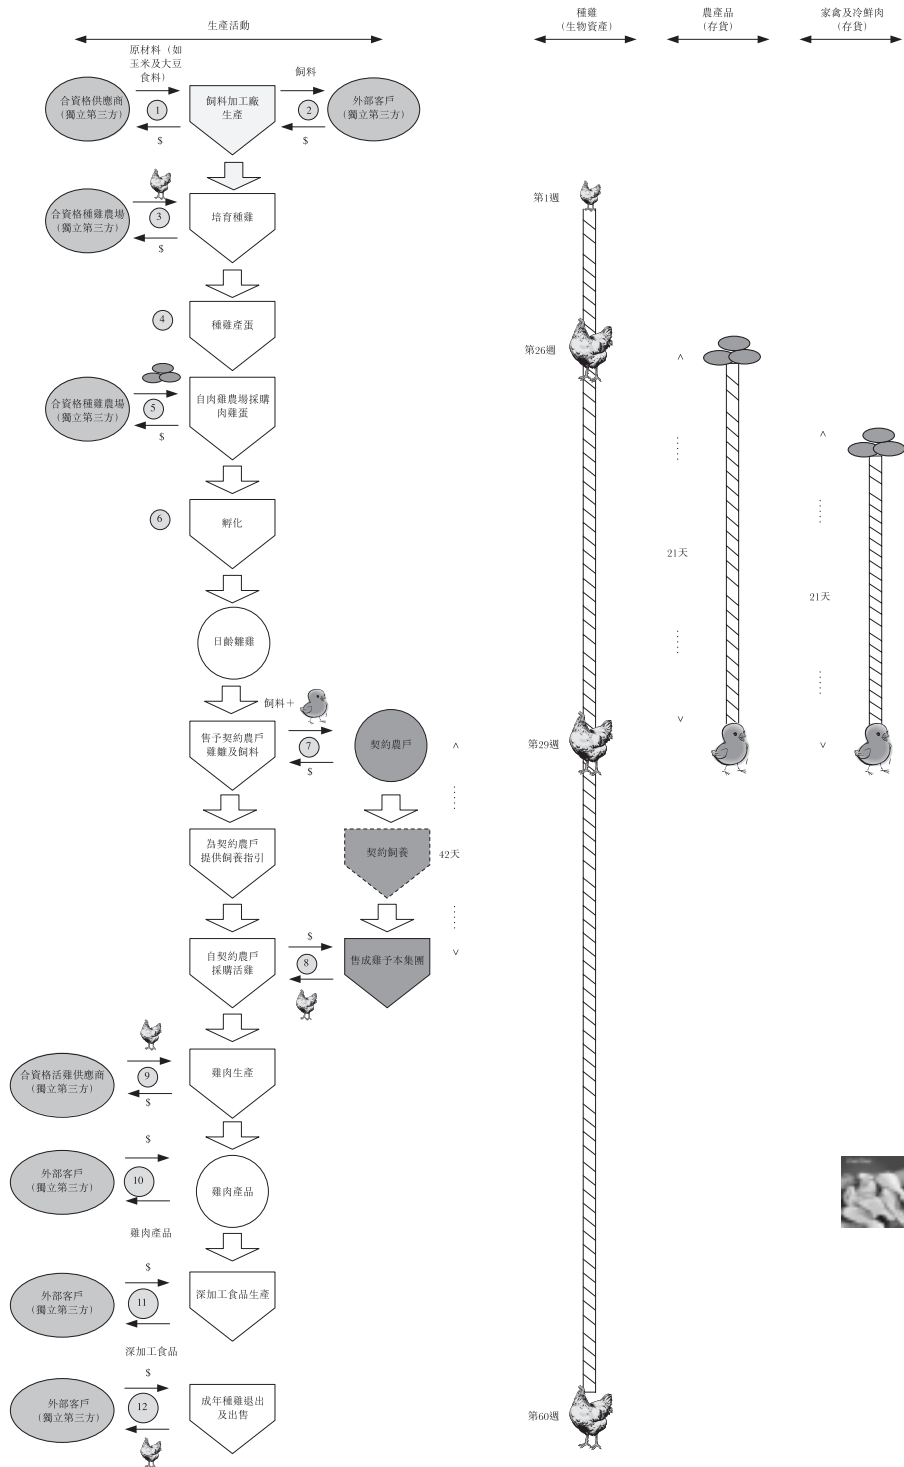 生產活動
種雞
(生物資產)
農產品
(存貨)
家禽及冷鮮肉
(存貨)
原材料（如
玉米及大豆
食料）
合資格供應商
(獨立第三方)
1
$
飼料加工廠
生產
飼料
2
$
外部客戶
(獨立第三方)
合資格種雞農場
(獨立第三方)
3
$
培育種雞
第1週
4
種雞產蛋
第26週
合資格種雞農場
(獨立第三方)
5
$
自肉雞農場採購
肉雞蛋
6
孵化
21天
21天
日齡雛雞
飼料＋
售予契約農戶
雞雛及飼料
7
$
契約農戶
第29週
為契約農戶
提供飼養指引
契約飼養
42天
自契約農戶
採購活雞
$
8
售成雞予本集團
合資格活雞供應商
(獨立第三方)
9
$
雞肉生產
外部客戶
(獨立第三方)
$
10
雞肉產品
雞肉產品
外部客戶
(獨立第三方)
$
11
深加工食品
深加工食品生產
外部客戶
(獨立第三方)
$
12
成年種雞退出
及出售
第60週